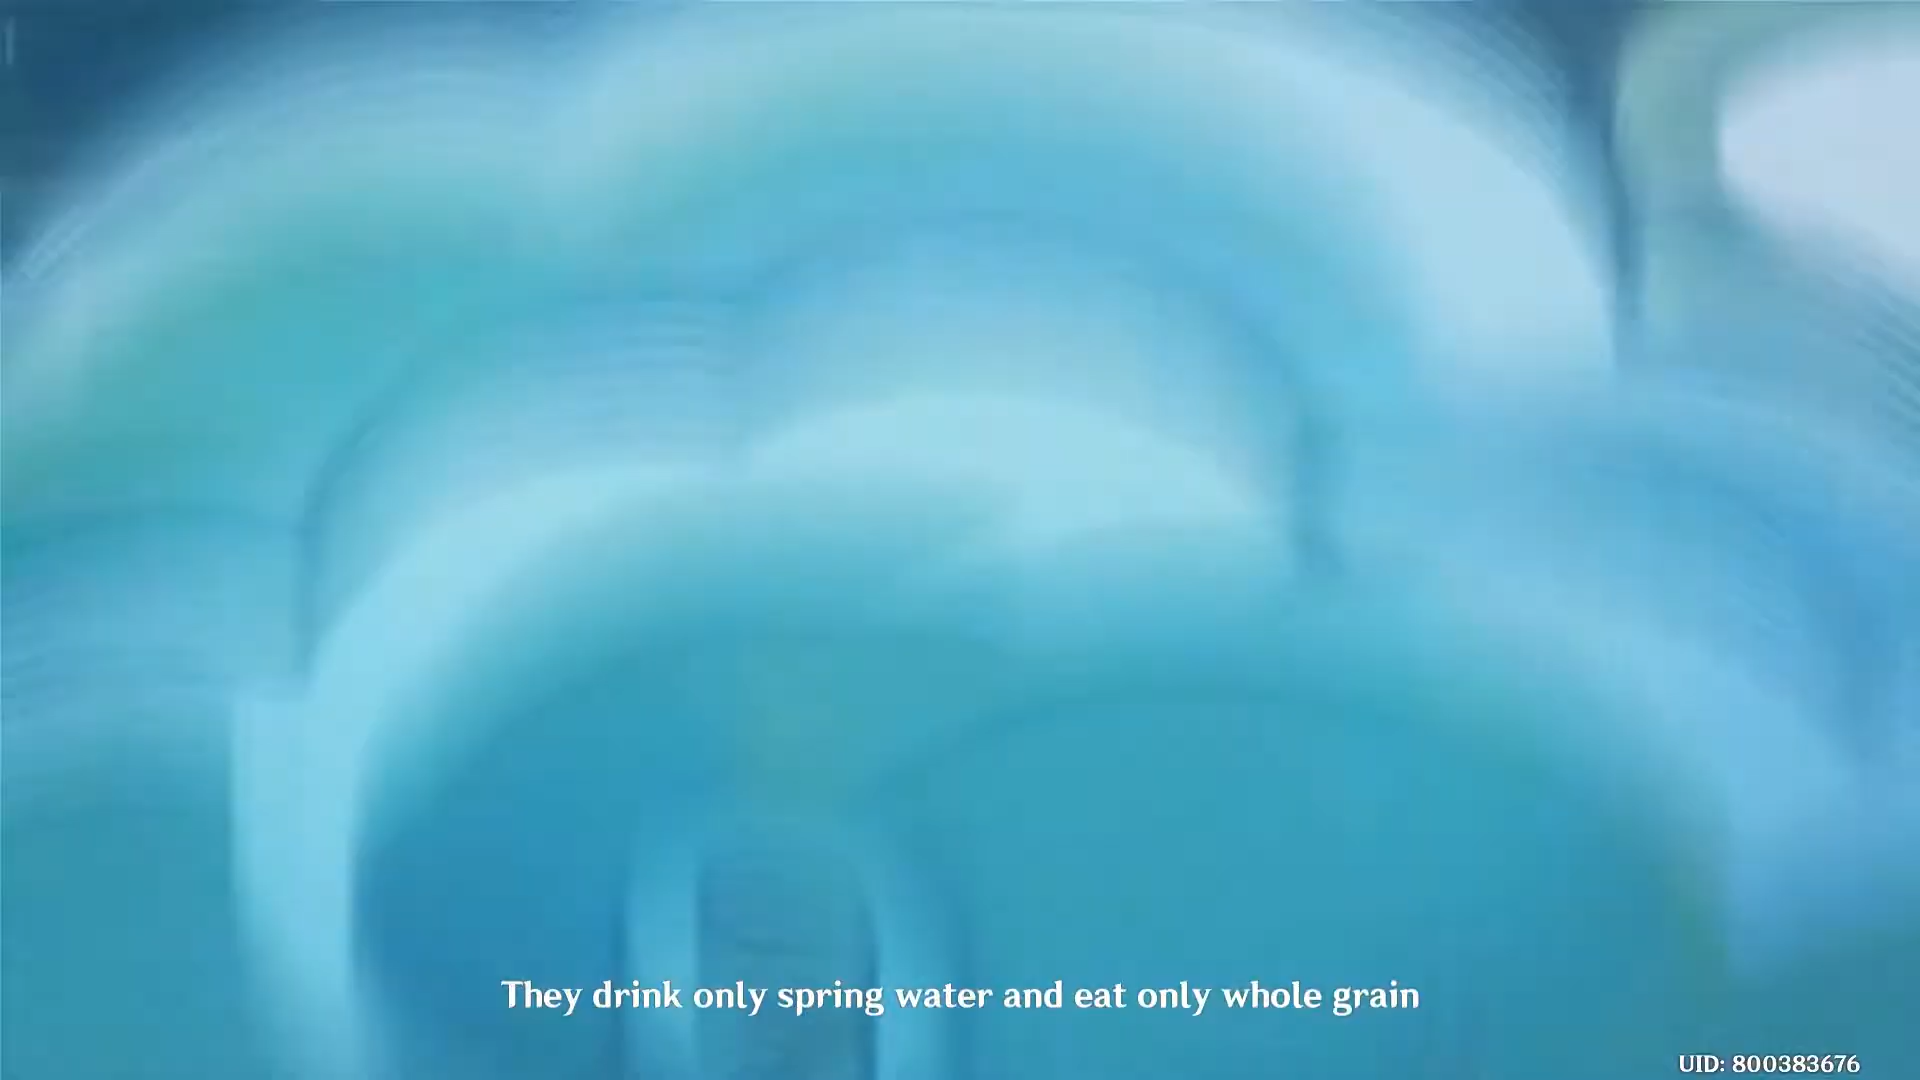 They drink only spring water and eat only whole grain
UID: 800383676